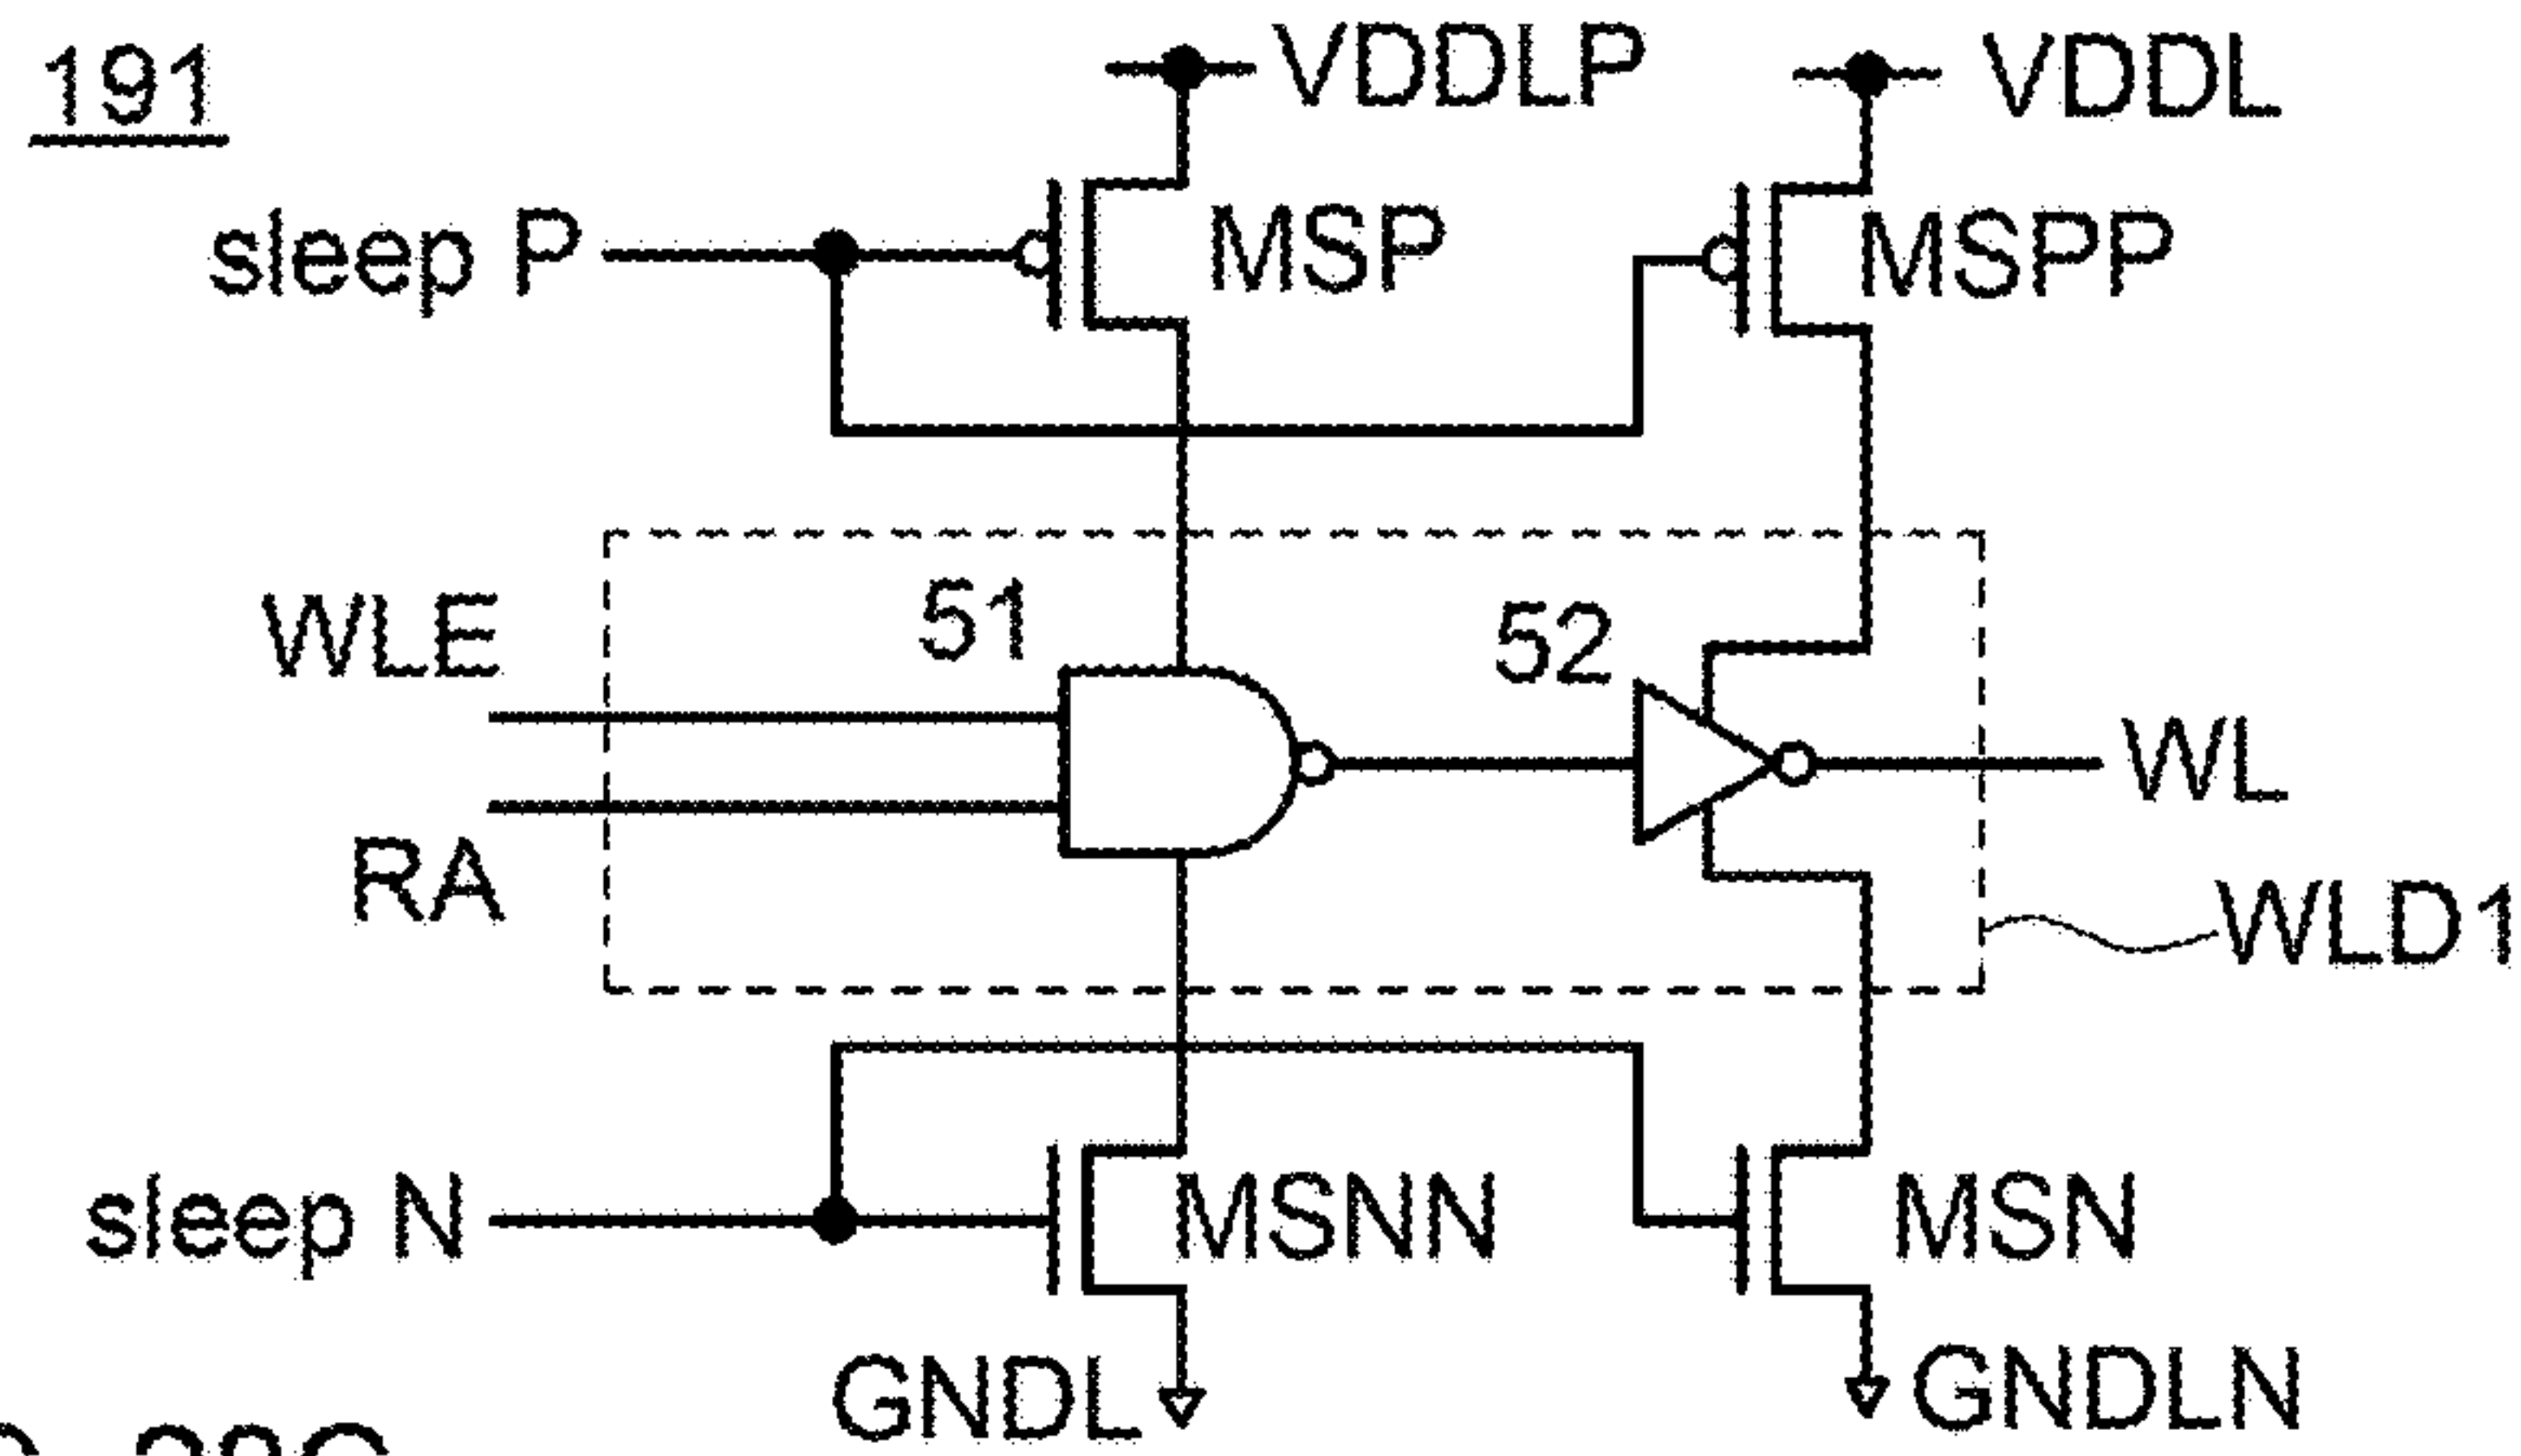 191
VDDLP
VDDL
sleep P
MSP
MSPP
WLE
51
52
WL
RA
WLD1
sleep N
MSNN
MSN
GNDL
GNDLN